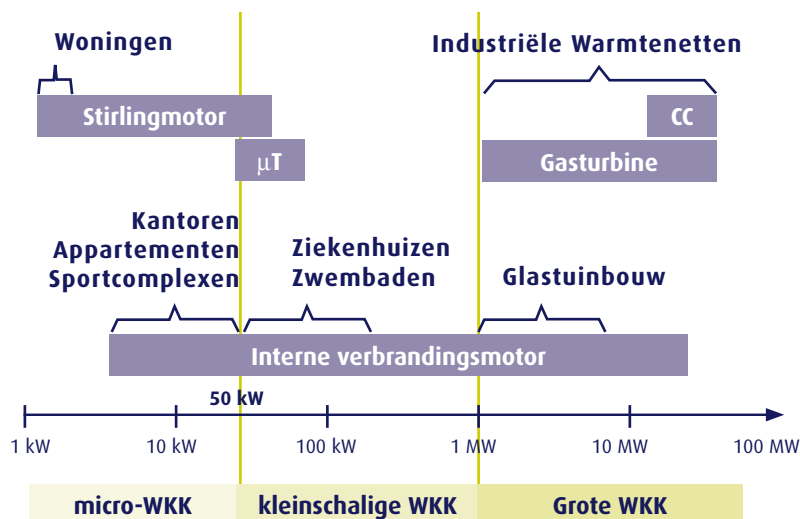 Woningen
Industriële Warmtenetten
Stirlingmotor
CC
µT
Gasturbine
Kantoren
Appartementen
Sportcomplexen
Ziekenhuizen
Zwembaden
Glastuinbouw
Interne verbrandingsmotor
50 kW
1 kW
10 kW
100 kW
1 MW
10 MW
100 MW
micro-WKK
kleinschalige WKK
Grote WKK